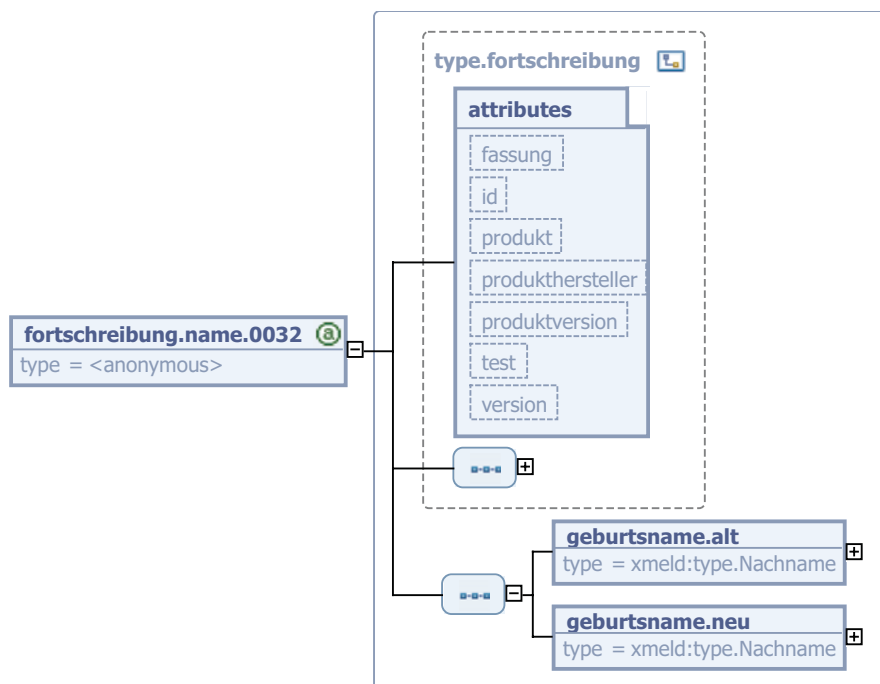 type.fortschreibung
attributes
fassung
id
produkt
produkthersteller
produktversion
test
version
fortschreibung.name.0032 @
type = <anonymous>
geburtsname.alt
type = xmeld:type.Nachname
geburtsname.neu
type = xmeld:type.Nachname